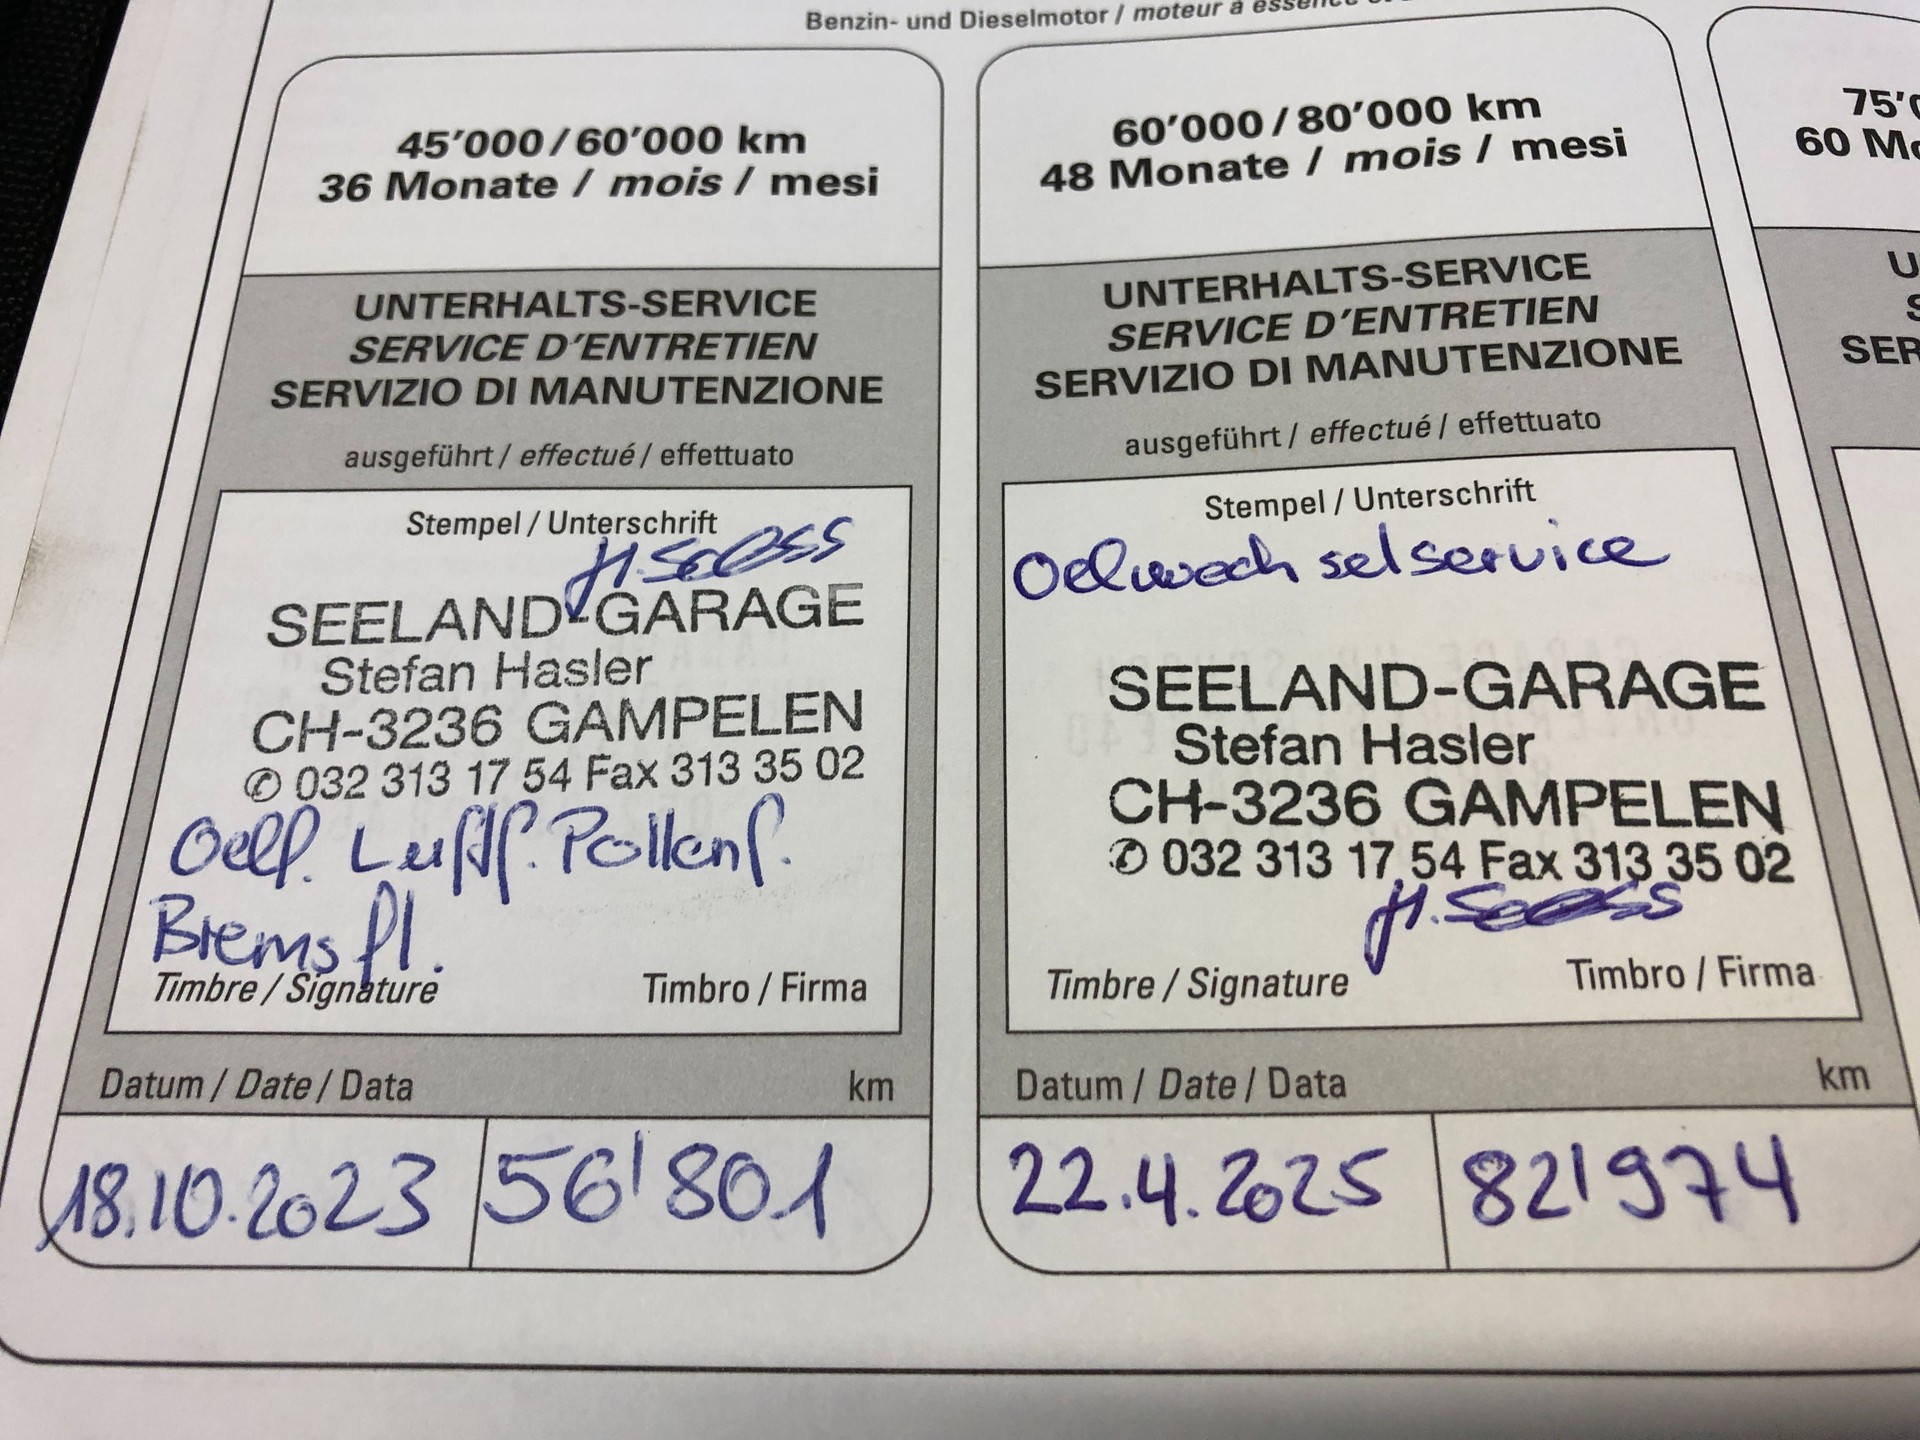 Benzin- und Dieselmotor / moteur à essence
45'000 / 60'000 km
36 Monate / mois / mesi
UNTERHALTS-SERVICE
SERVICE D'ENTRETIEN
SERVIZIO DI MANUTENZIONE
ausgeführt / effectué / effettuato
Stempel / Unterschrift
SEELAND-GARAGE
Stefan Hasler
CH-3236 GAMPELEN
✆ 032 313 17 54 Fax 313 35 02
Oelf. Luftf. Pollenf.
Bremsfl.
Timbre / Signature Timbro / Firma
Datum / Date / Data km
18.10.2023 56'801
60'000 / 80'000 km
48 Monate / mois / mesi
UNTERHALTS-SERVICE
SERVICE D'ENTRETIEN
SERVIZIO DI MANUTENZIONE
ausgeführt / effectué / effettuato
Stempel / Unterschrift
Oelwechselservice
SEELAND-GARAGE
Stefan Hasler
CH-3236 GAMPELEN
✆ 032 313 17 54 Fax 313 35 02
Timbre / Signature Timbro / Firma
Datum / Date / Data km
22.4.2025 82'974
75'0
60 Mo
U
S
SER